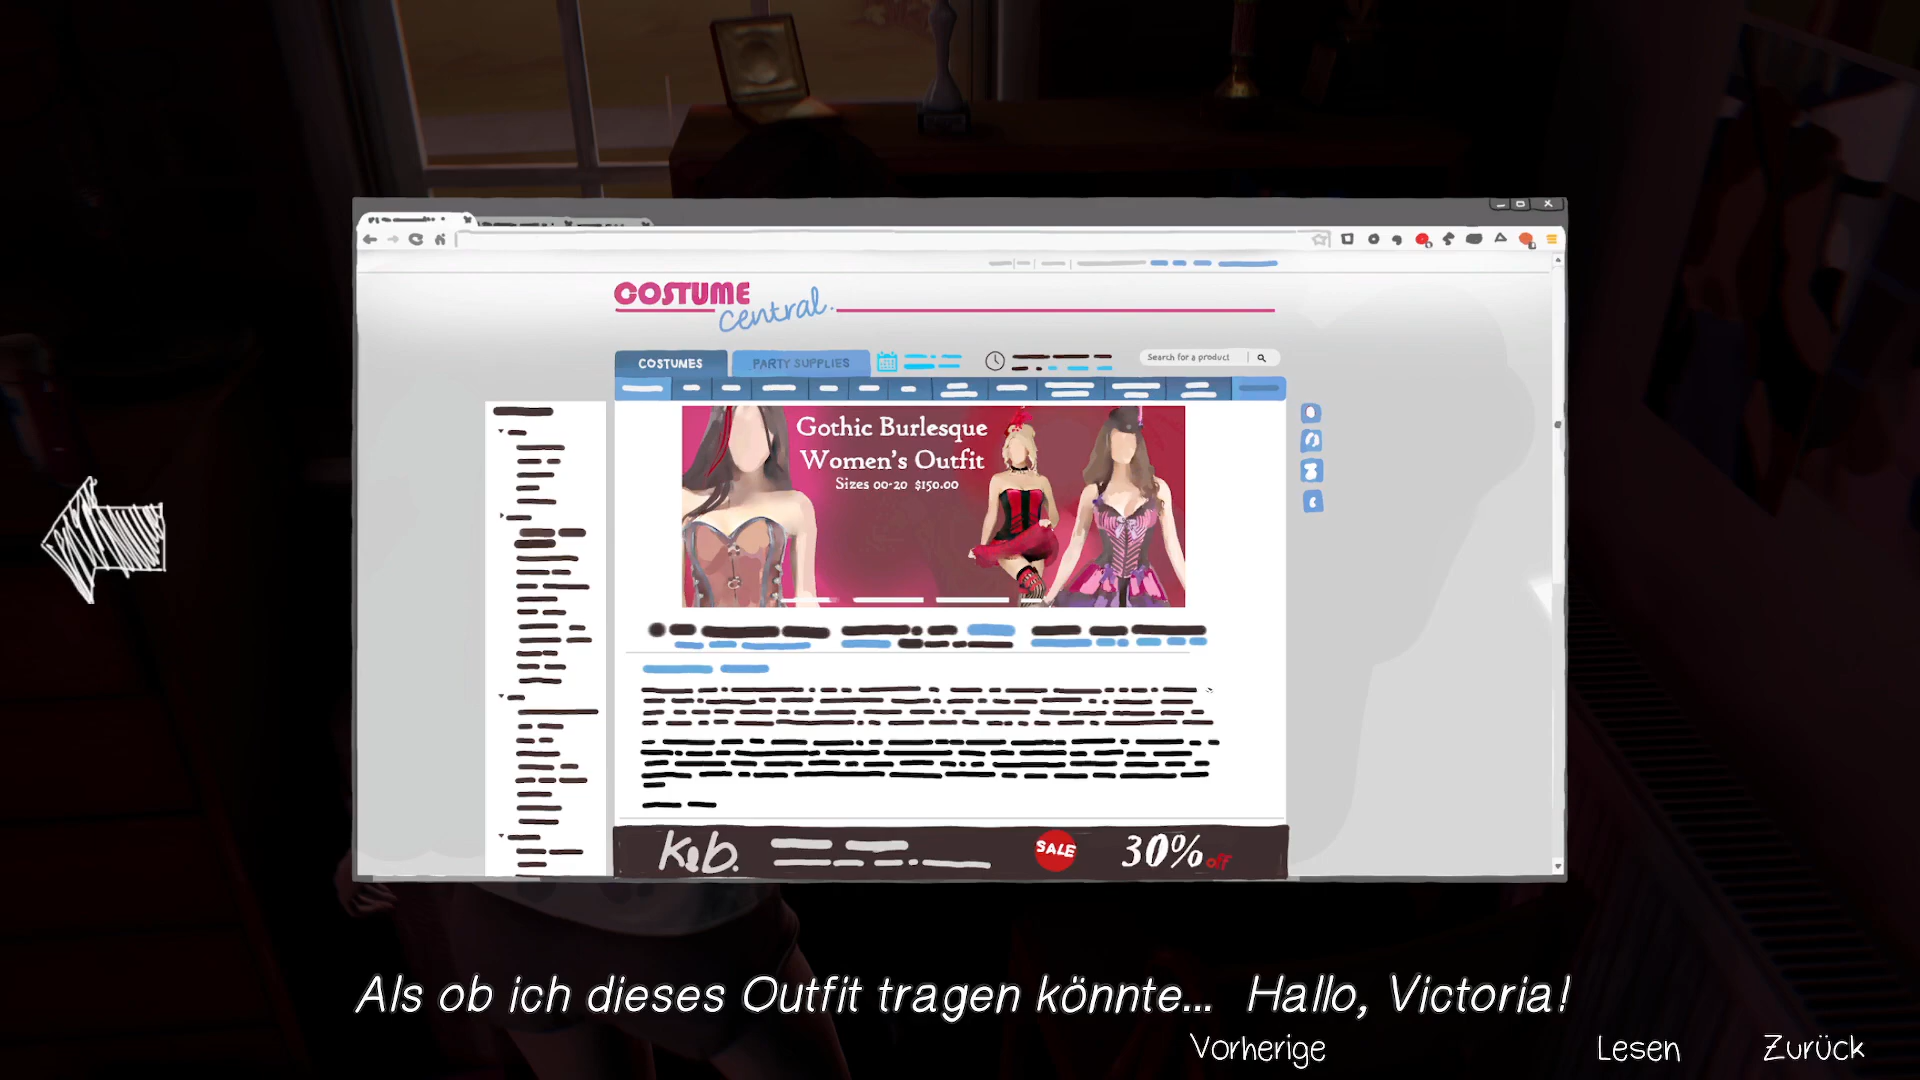 COSTUME
central.
COSTUMES
PARTY SUPPLIES
Search for a product
Gothic Burlesque
Women's Outfit
Sizes 00-20 $150.00
SALE
30% off
Als ob ich dieses Outfit tragen könnte... Hallo, Victoria!
Vorherige
Lesen
Zurück